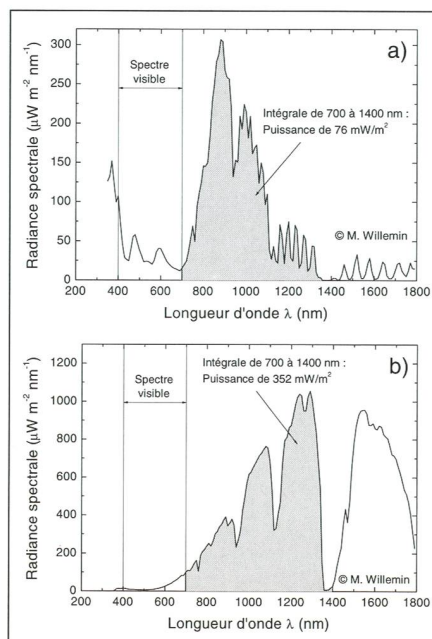 a)
Radiance spectrale (µW m⁻² nm⁻¹)
300
250
200
150
100
50
0
Spectre
visible
Intégrale de 700 à 1400 nm :
Puissance de 76 mW/m²
© M. Willemin
200 400 600 800 1000 1200 1400 1600 1800
Longueur d'onde λ (nm)
b)
Radiance spectrale (µW m⁻² nm⁻¹)
1200
1000
800
600
400
200
0
Spectre
visible
Intégrale de 700 à 1400 nm :
Puissance de 352 mW/m²
© M. Willemin
200 400 600 800 1000 1200 1400 1600 1800
Longueur d'onde λ (nm)